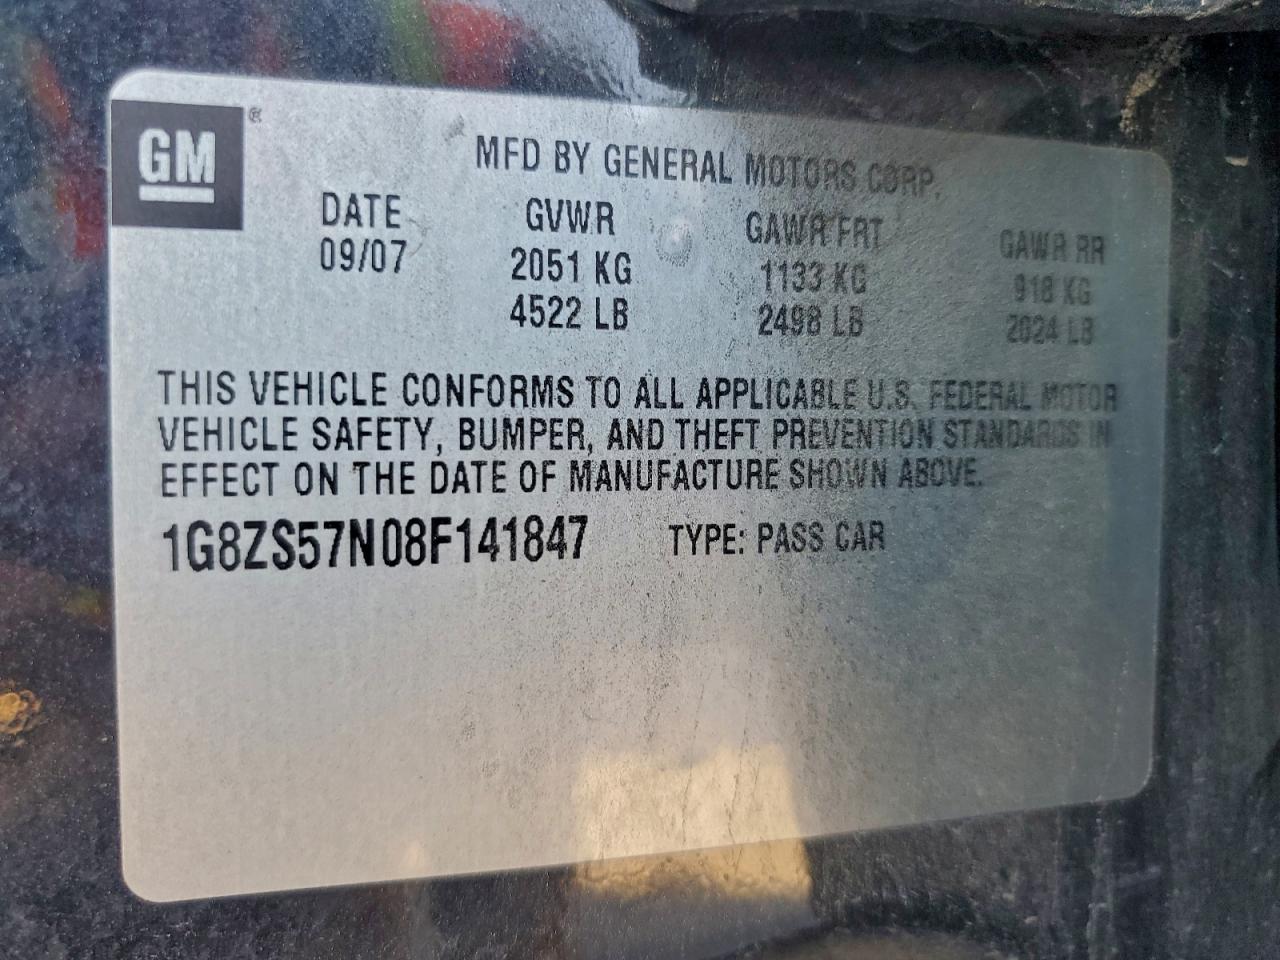 GM ®
MFD BY GENERAL MOTORS CORP.
DATE GVWR GAWR FRT GAWR RR
09/07 2051 KG 1133 KG 918 KG
4522 LB 2498 LB 2024 LB
THIS VEHICLE CONFORMS TO ALL APPLICABLE U.S. FEDERAL MOTOR
VEHICLE SAFETY, BUMPER, AND THEFT PREVENTION STANDARDS IN
EFFECT ON THE DATE OF MANUFACTURE SHOWN ABOVE.
1G8ZS57N08F141847 TYPE: PASS CAR